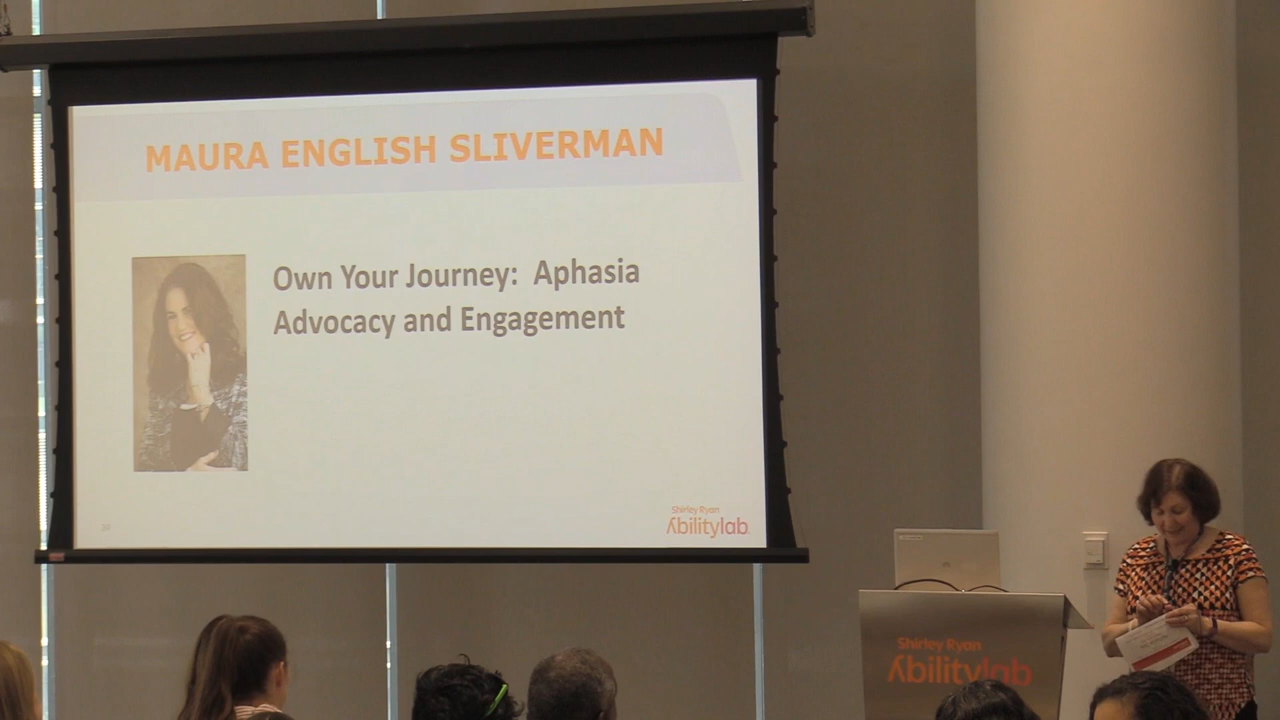 MAURA ENGLISH SLIVERMAN
Own Your Journey: Aphasia
Advocacy and Engagement
Shirley Ryan
Abilitylab
Shirley Ryan
Abilitylab